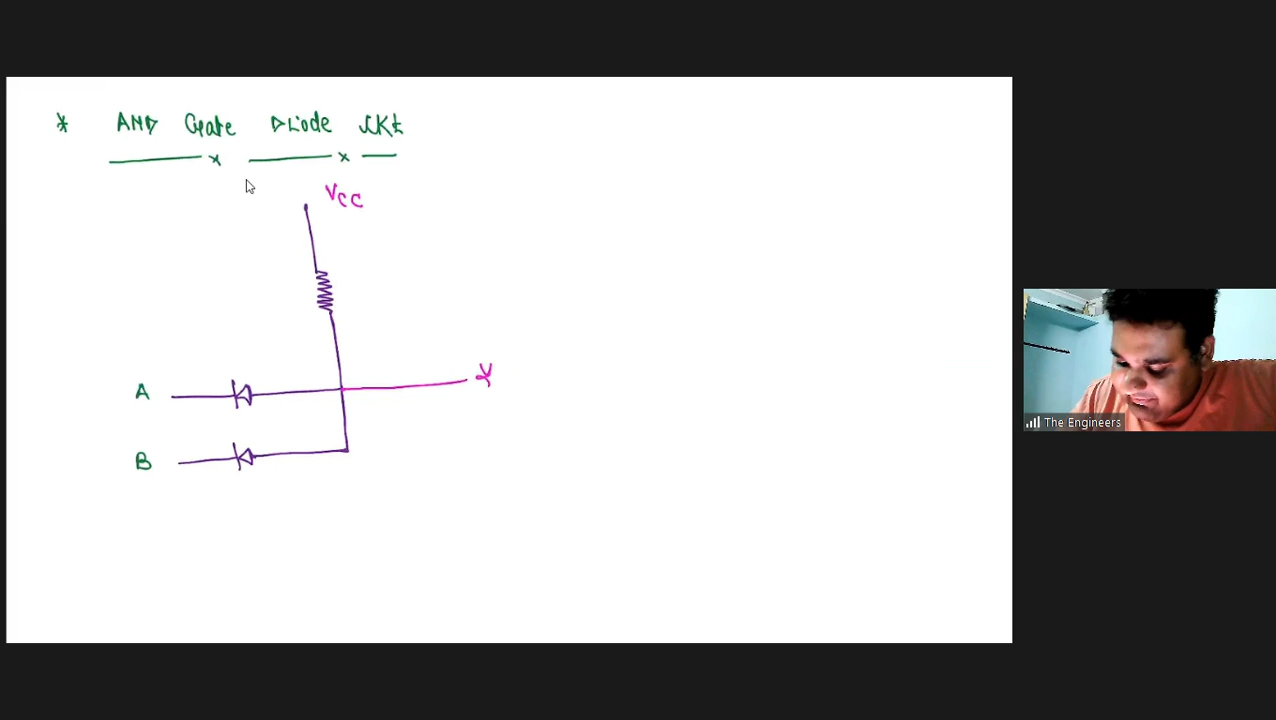 * AND Gate Diode CKt
Vcc
A
Y
B
The Engineers